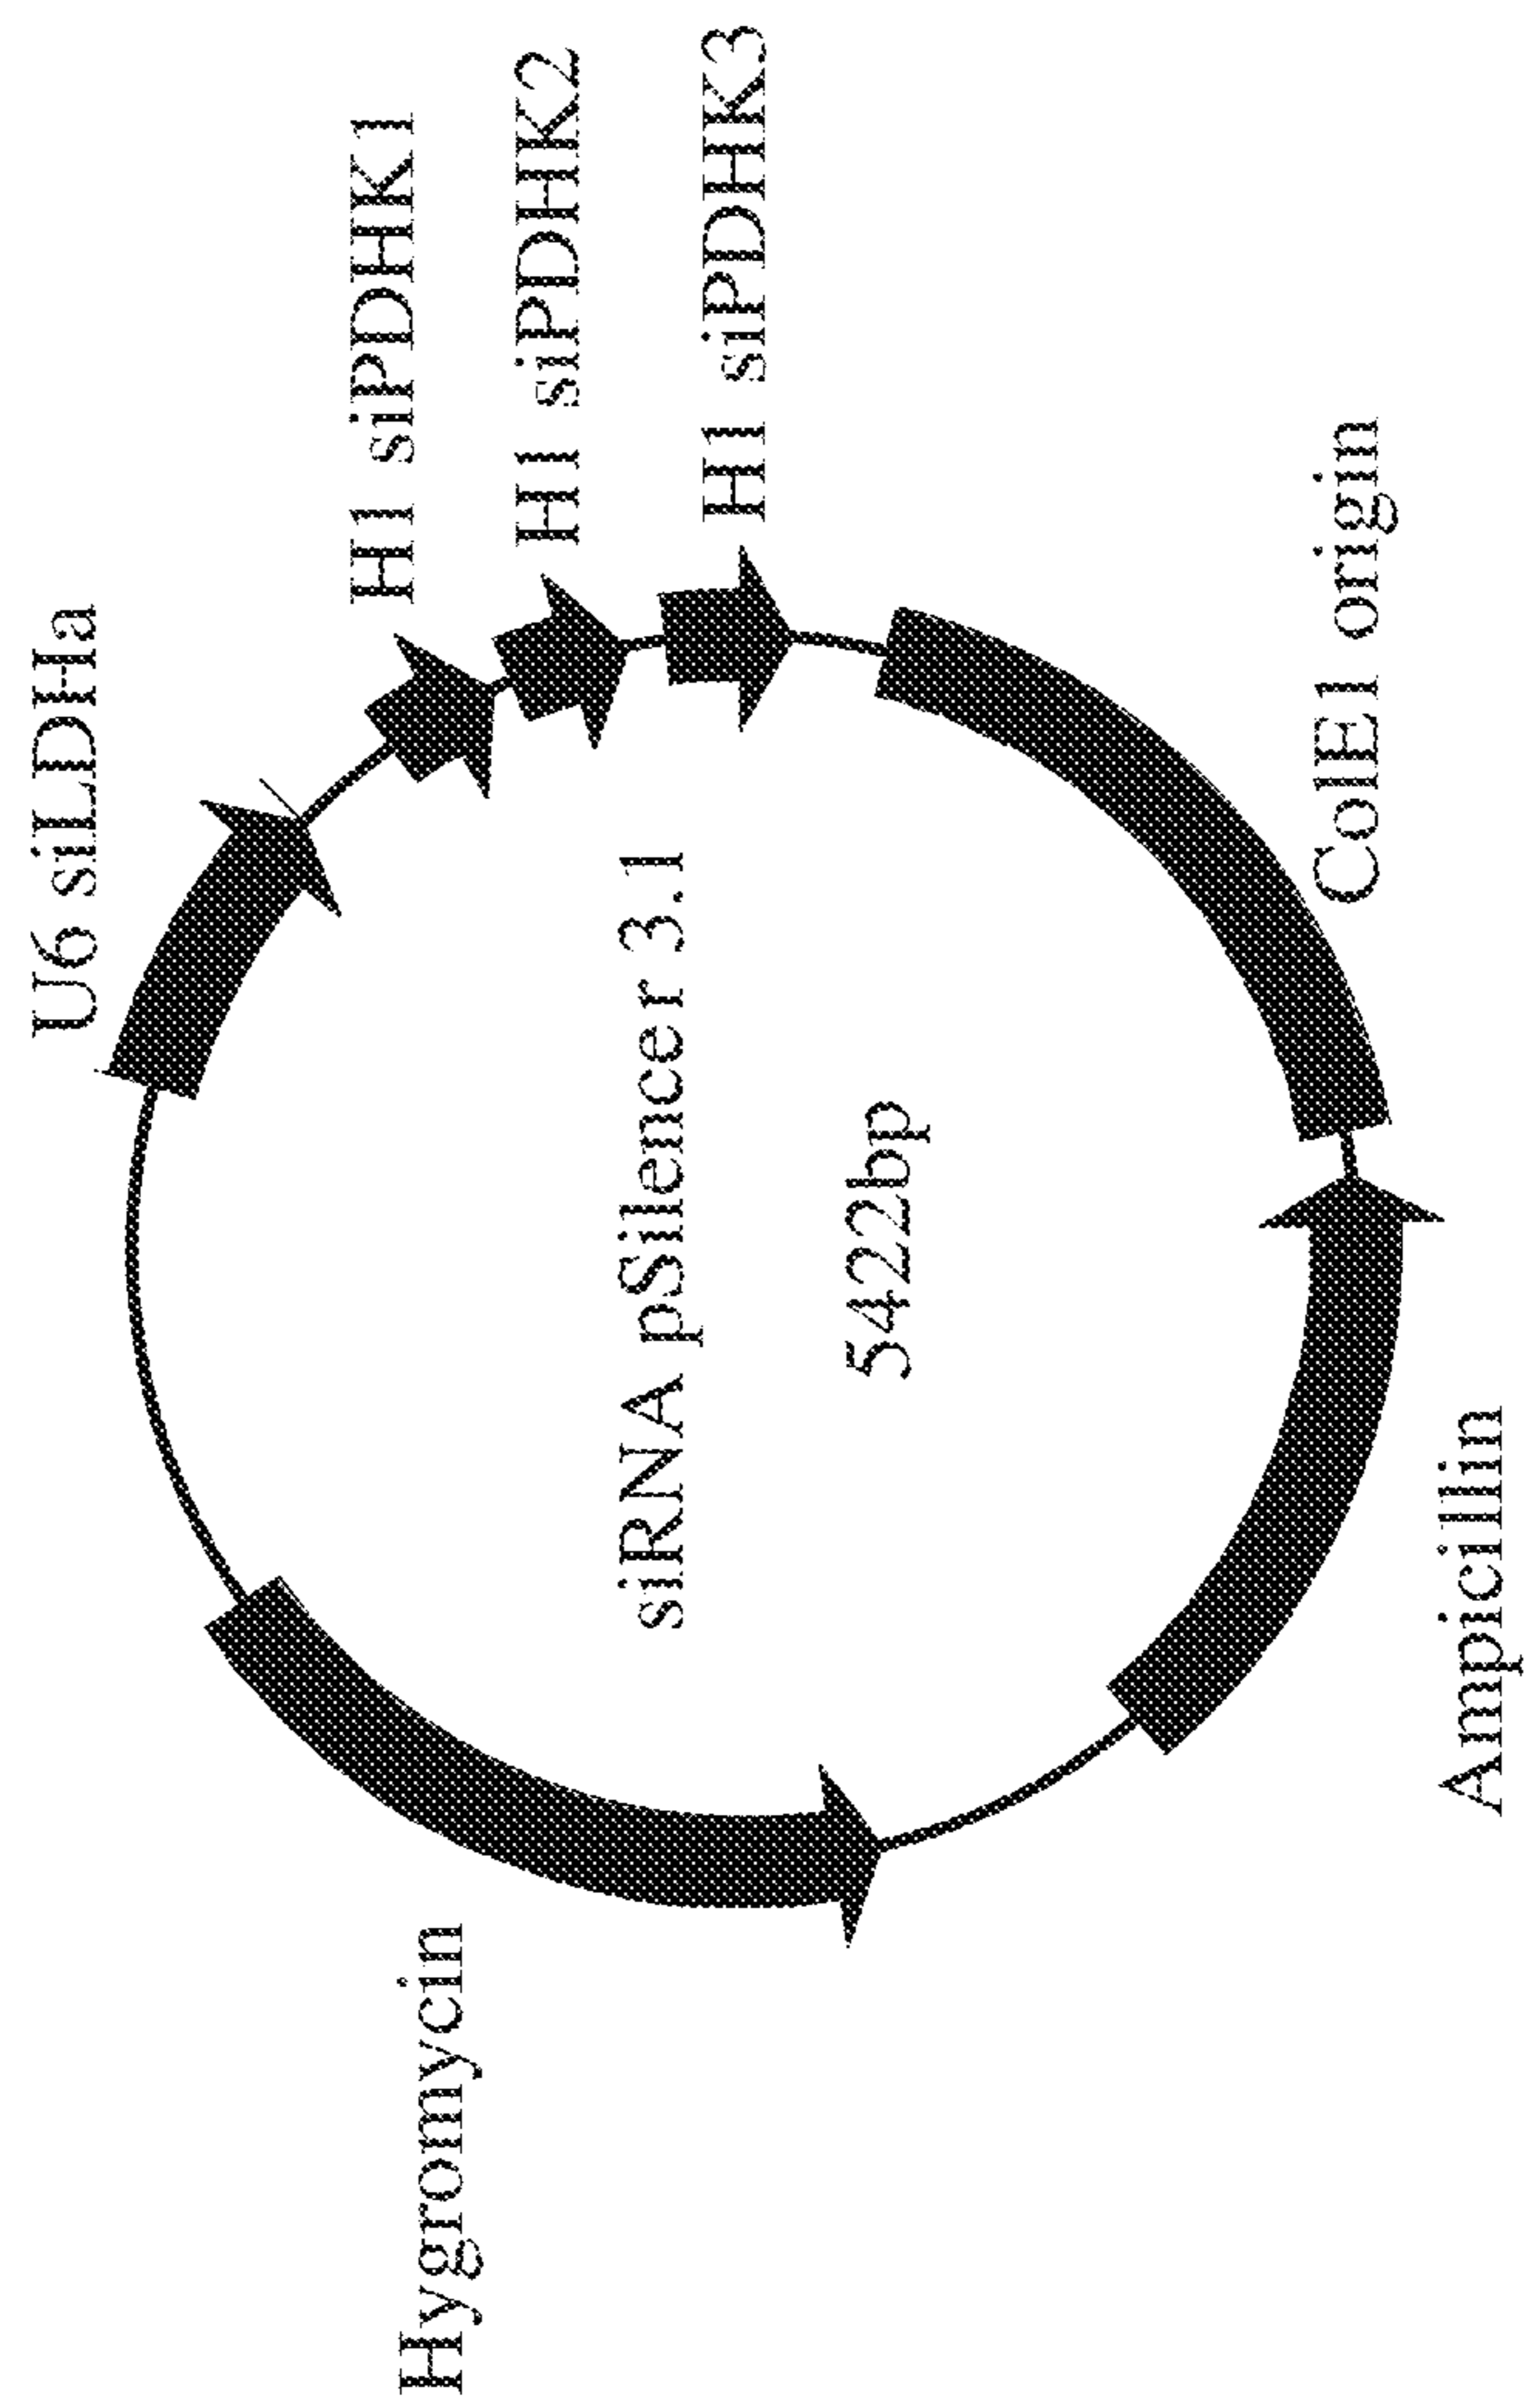 U6 siLDHa
H1 siPDHK1
H1 siPDHK2
H1 siPDHK3
Hygromycin
siRNA pSilencer 3.1
5422bp
ColE1 origin
Ampicillin